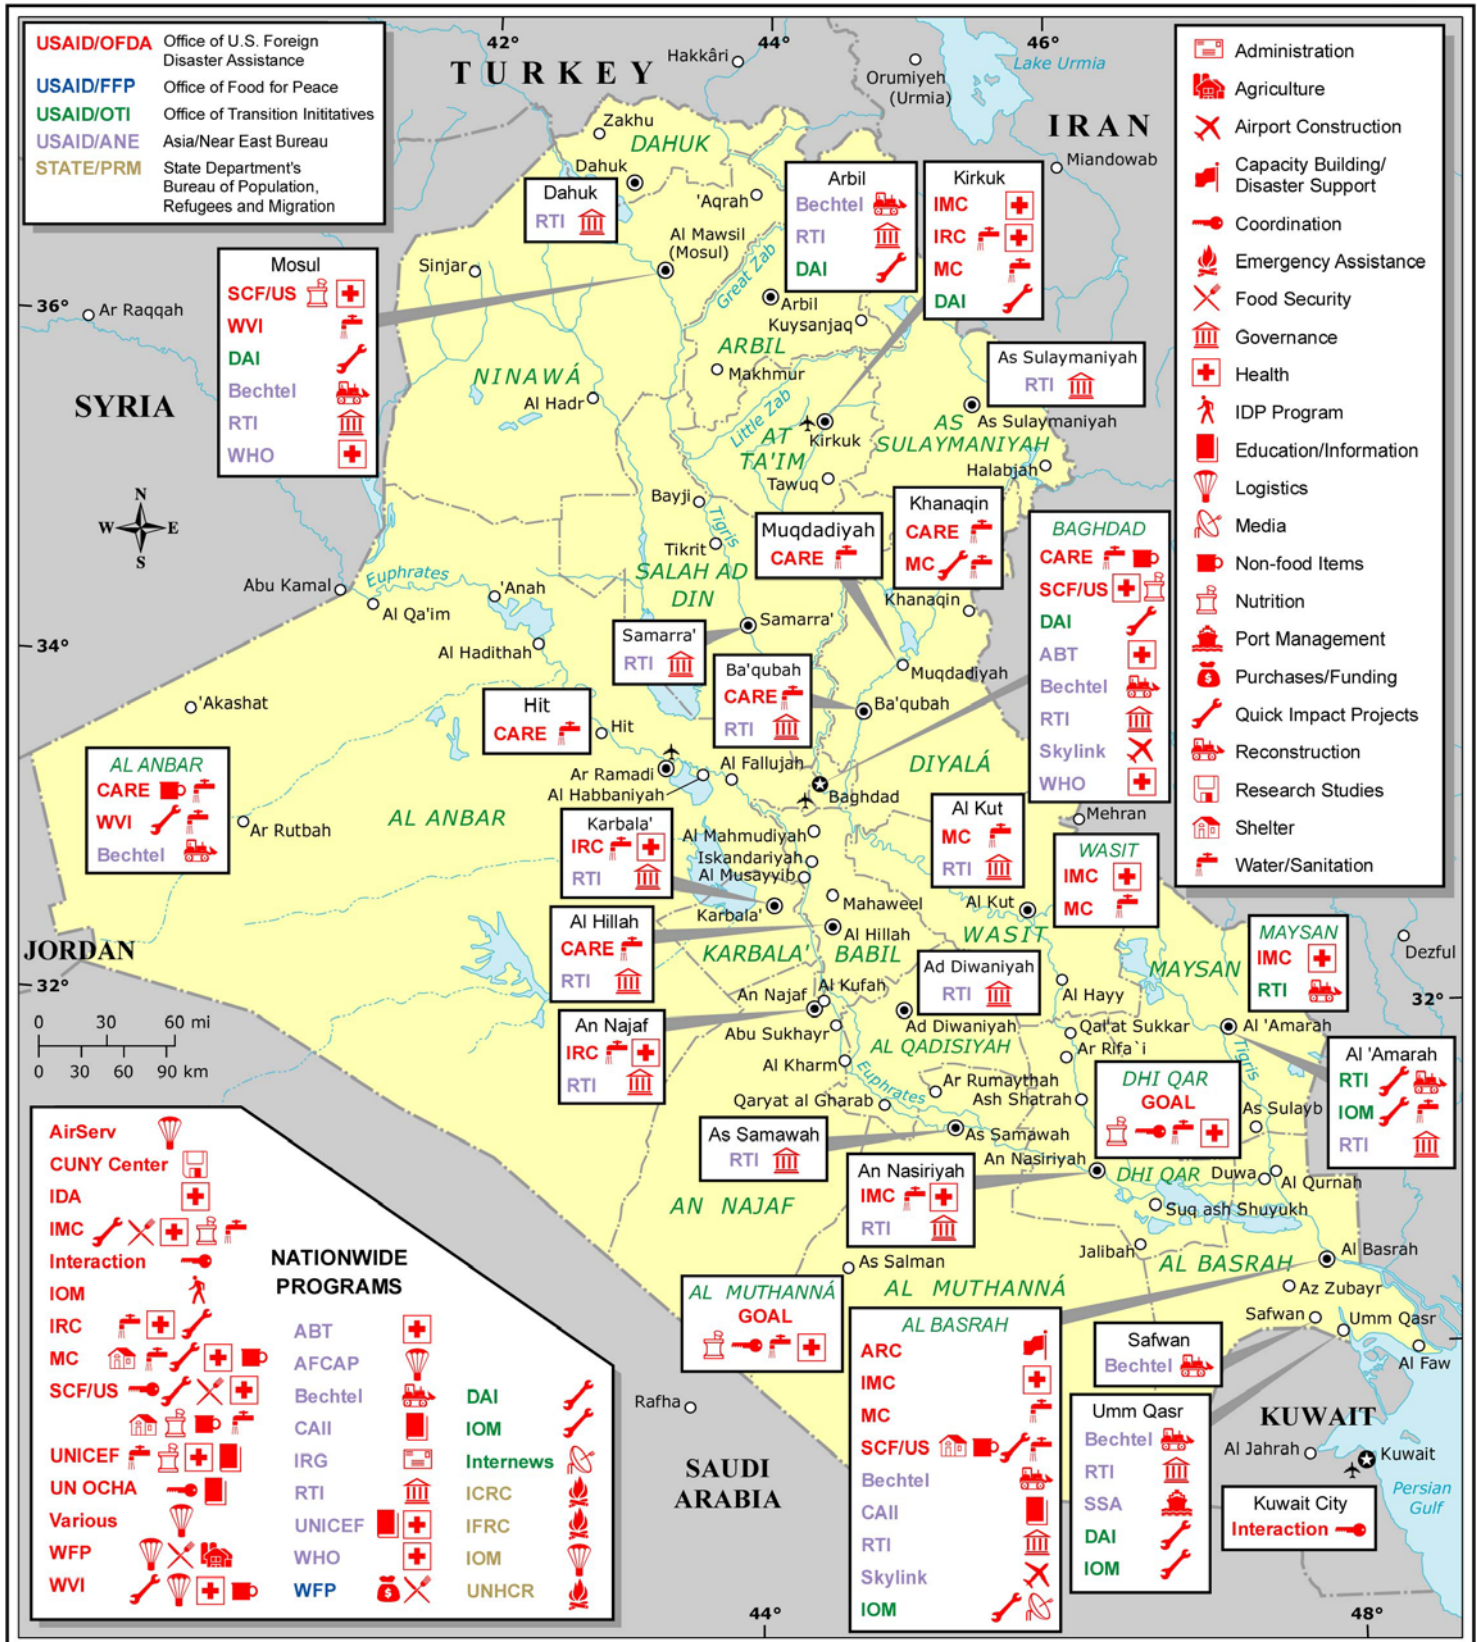 USAID/OFDA Office of U.S. Foreign
Disaster Assistance
USAID/FFP Office of Food for Peace
USAID/OTI Office of Transition Inititatives
USAID/ANE Asia/Near East Bureau
STATE/PRM State Department's
Bureau of Population,
Refugees and Migration
42°
44°
46°
TURKEY
Hakkâri
Orumiyeh
(Urmia)
Lake Urmia
IRAN
Miandowab
Administration
Agriculture
Airport Construction
Capacity Building/
Disaster Support
Coordination
Emergency Assistance
Food Security
Governance
Health
IDP Program
Education/Information
Logistics
Media
Non-food Items
Nutrition
Port Management
Purchases/Funding
Quick Impact Projects
Reconstruction
Research Studies
Shelter
Water/Sanitation
Zakhu
DAHUK
Dahuk
Dahuk
RTI
'Aqrah
Al Mawsil
(Mosul)
Great Zab
Arbil
Bechtel
RTI
DAI
Kirkuk
IMC
IRC
MC
DAI
Mosul
SCF/US
WVI
DAI
Bechtel
RTI
WHO
Sinjar
36°
Ar Raqqah
Arbil
Kuysanjaq
ARBIL
Makhmur
NINAWÁ
Al Hadr
SYRIA
As Sulaymaniyah
RTI
As Sulaymaniyah
Little Zab
AT
TA'IM
Kirkuk
AS
SULAYMANIYAH
Halabjah
Tawuq
Bayji
Tigris
Tikrit
SALAH AD
DIN
N
W
E
S
Muqdadiyah
CARE
Khanaqin
CARE
MC
Khanaqin
BAGHDAD
CARE
SCF/US
DAI
ABT
Bechtel
RTI
Skylink
WHO
Abu Kamal
Euphrates
'Anah
Al Qa'im
Al Hadithah
34°
Samarra'
Samarra'
RTI
Ba'qubah
CARE
RTI
Muqdadiyah
Ba'qubah
'Akashat
Hit
CARE
Hit
AL ANBAR
CARE
WVI
Bechtel
Ar Rutbah
AL ANBAR
Ar Ramadi
Al Habbaniyah
Al Fallujah
Baghdad
DIYALÁ
Mehran
Karbala'
IRC
RTI
Al Mahmudiyah
Iskandariyah
Al Musayyib
Al Kut
MC
RTI
WASIT
IMC
MC
Mahaweel
Karbala'
Al Kut
Al Hillah
CARE
RTI
Al Hillah
KARBALA'
BABIL
WASIT
JORDAN
Ad Diwaniyah
RTI
MAYSAN
MAYSAN
IMC
RTI
Dezful
32°
32°
Al Kufah
An Najaf
Abu Sukhayr
Ad Diwaniyah
AL QADISIYAH
Al Hayy
Qal'at Sukkar
Ar Rifa`i
Al 'Amarah
Tigris
An Najaf
IRC
RTI
0 30 60 mi
0 30 60 90 km
Al Kharm
Euphrates
Ar Rumaythah
Ash Shatrah
Qaryat al Gharab
DHI QAR
GOAL
As Sulayb
Al 'Amarah
RTI
IOM
RTI
As Samawah
RTI
As Samawah
An Nasiriyah
An Nasiriyah
IMC
RTI
DHI QAR
Duwa
Al Qurnah
Suq ash Shuyukh
Jalibah
AN NAJAF
As Salman
AL MUTHANNÁ
AL BASRAH
Al Basrah
Az Zubayr
Safwan
Umm Qasr
Al Faw
AL MUTHANNÁ
GOAL
AL BASRAH
ARC
IMC
MC
SCF/US
Bechtel
CAII
RTI
Skylink
IOM
Safwan
Bechtel
Umm Qasr
Bechtel
RTI
SSA
DAI
IOM
KUWAIT
Al Jahrah
Kuwait
Persian
Gulf
Kuwait City
Interaction
Rafha
SAUDI
ARABIA
AirServ
CUNY Center
IDA
IMC
Interaction
IOM
IRC
MC
SCF/US
UNICEF
UN OCHA
Various
WFP
WVI
NATIONWIDE
PROGRAMS
ABT
AFCAP
Bechtel
CAII
IRG
RTI
UNICEF
WHO
WFP
DAI
IOM
Internews
ICRC
IFRC
IOM
UNHCR
44°
48°